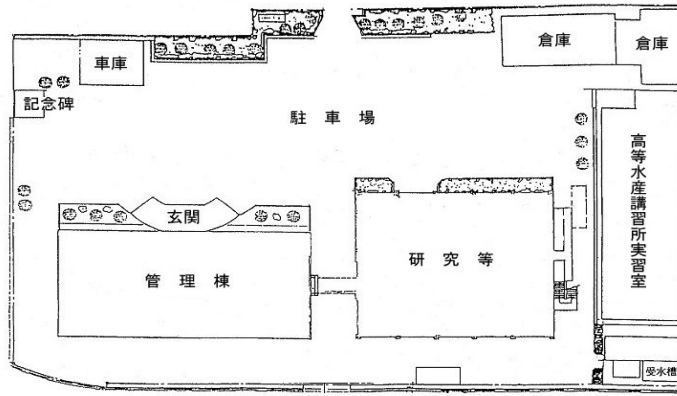 倉庫
倉庫
車庫
記念碑
駐車場
高等水産講習所実習室
玄関
研究等
管理棟
受水槽